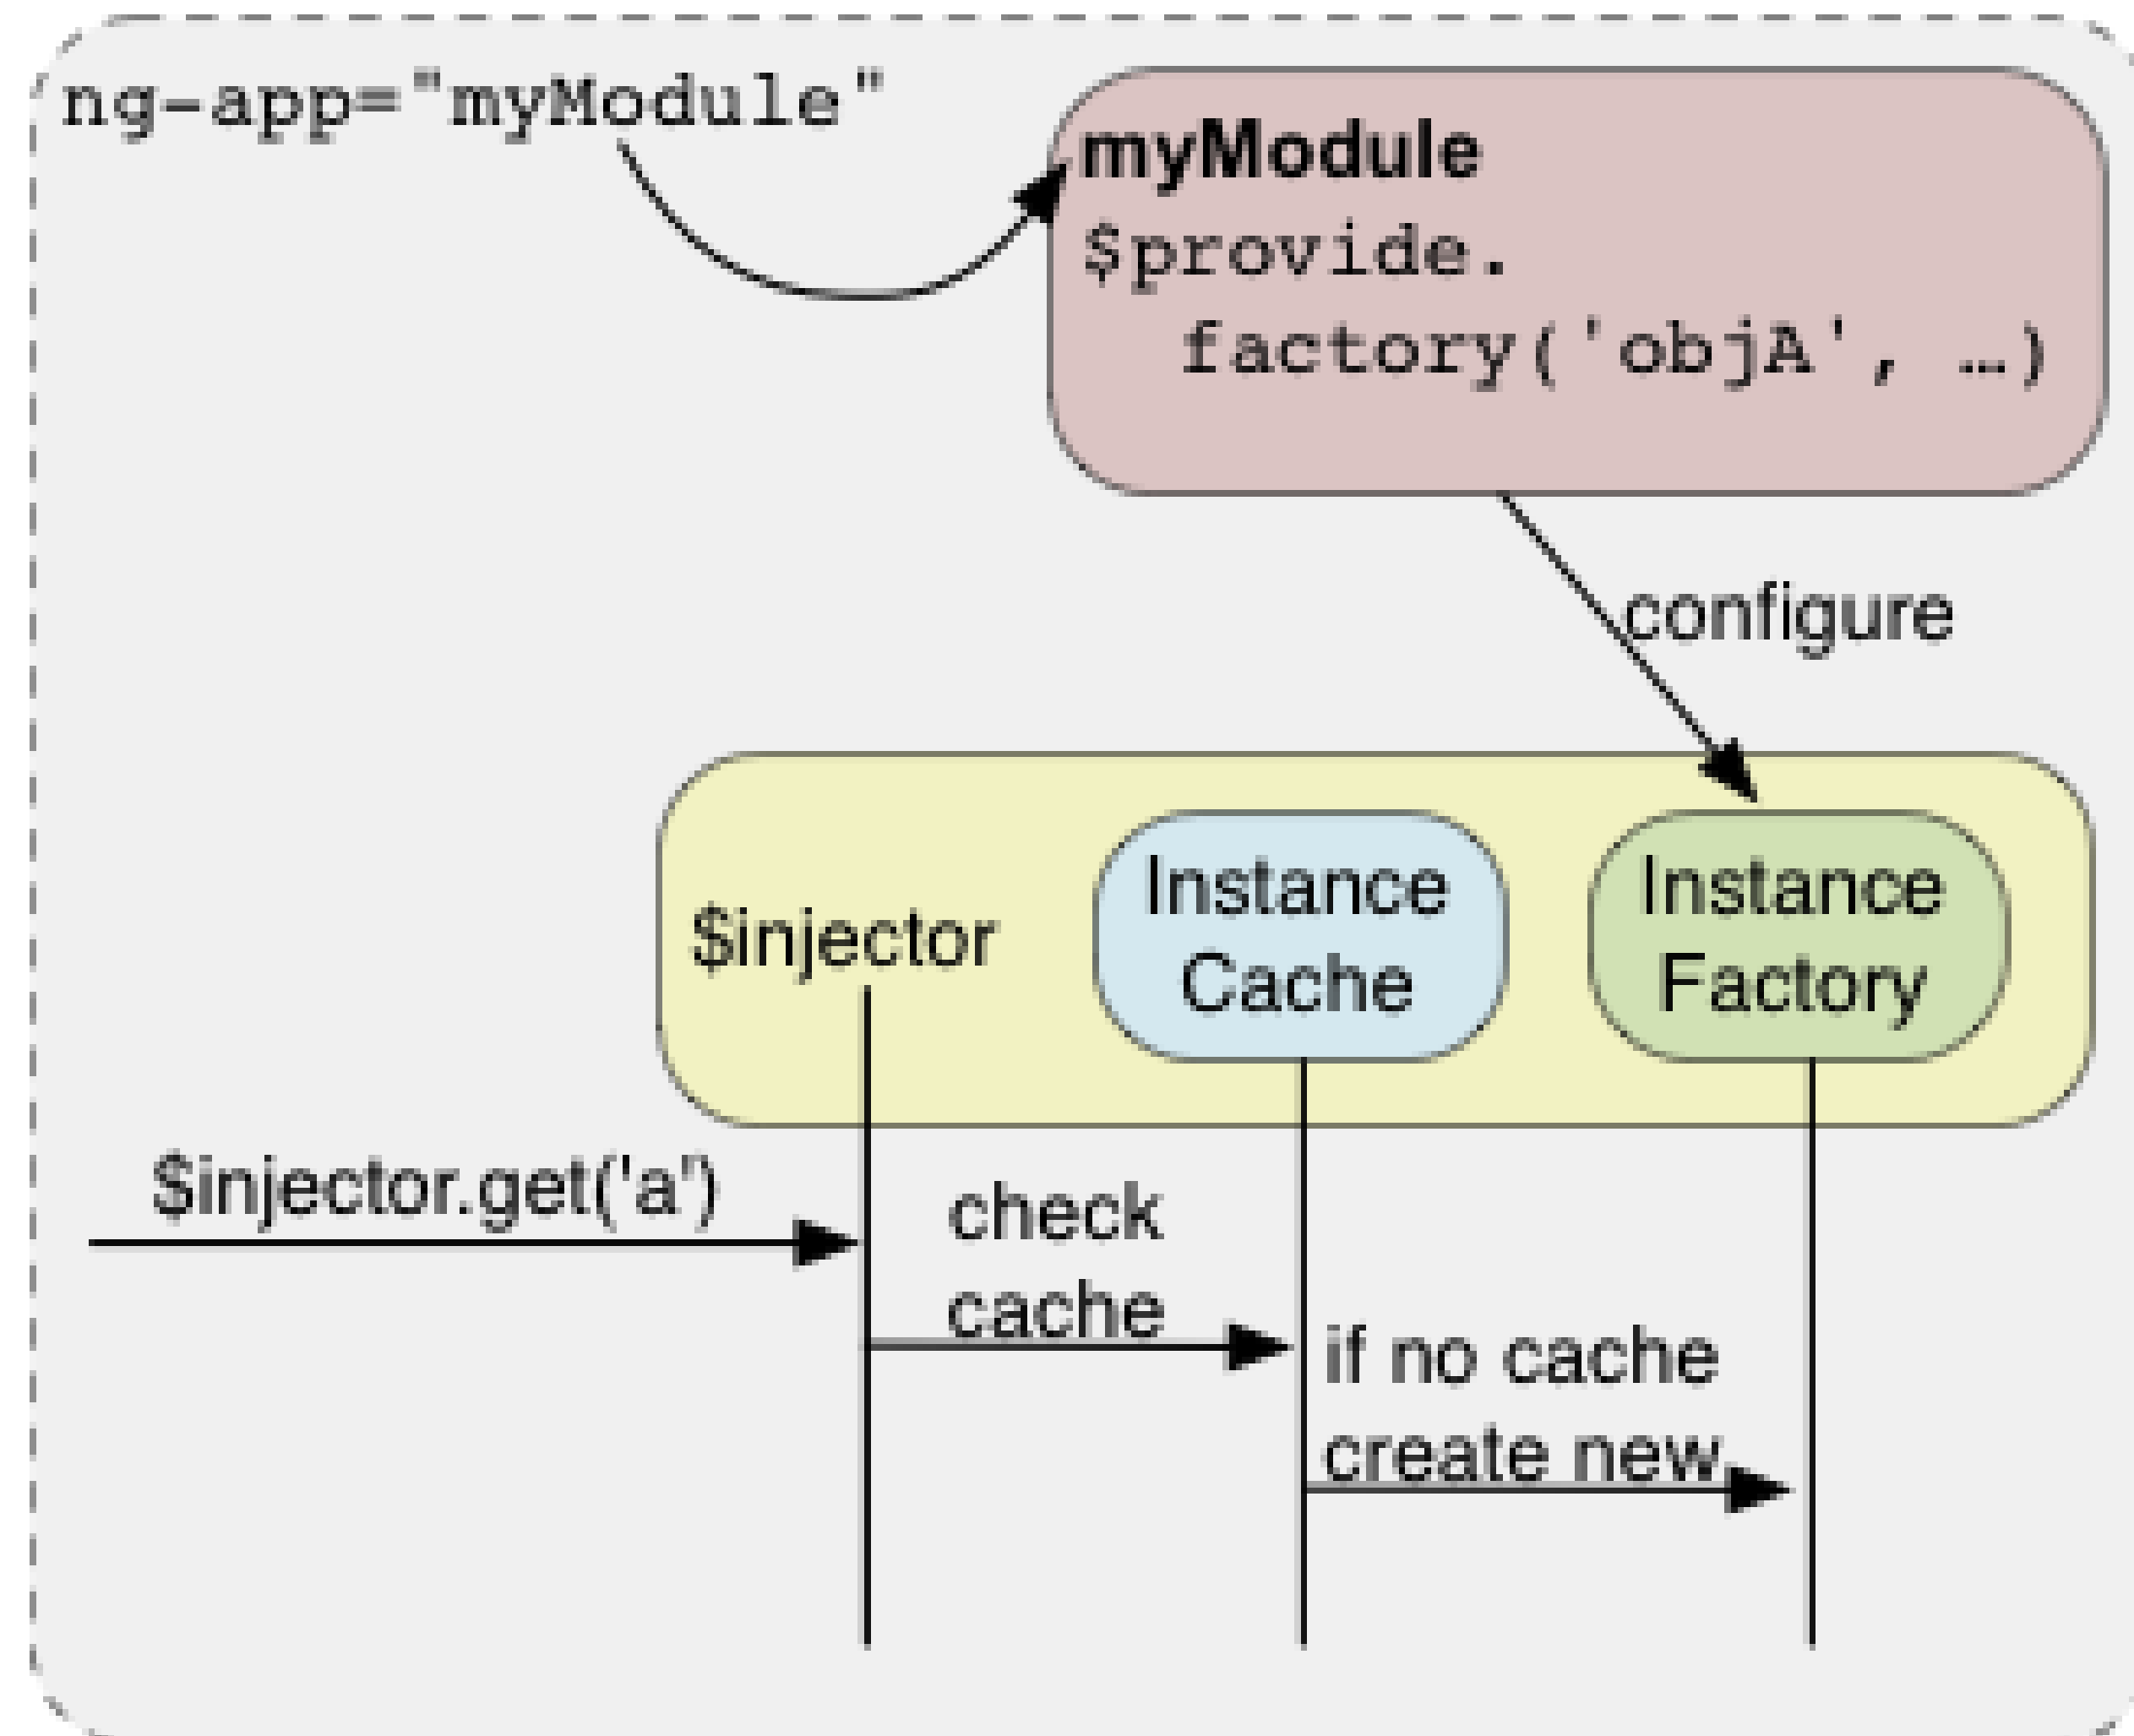 ng-app="myModule"
myModule
$provide.
factory('objA', …)
configure
$injector
Instance
Cache
Instance
Factory
$injector.get('a')
check
cache
if no cache
create new